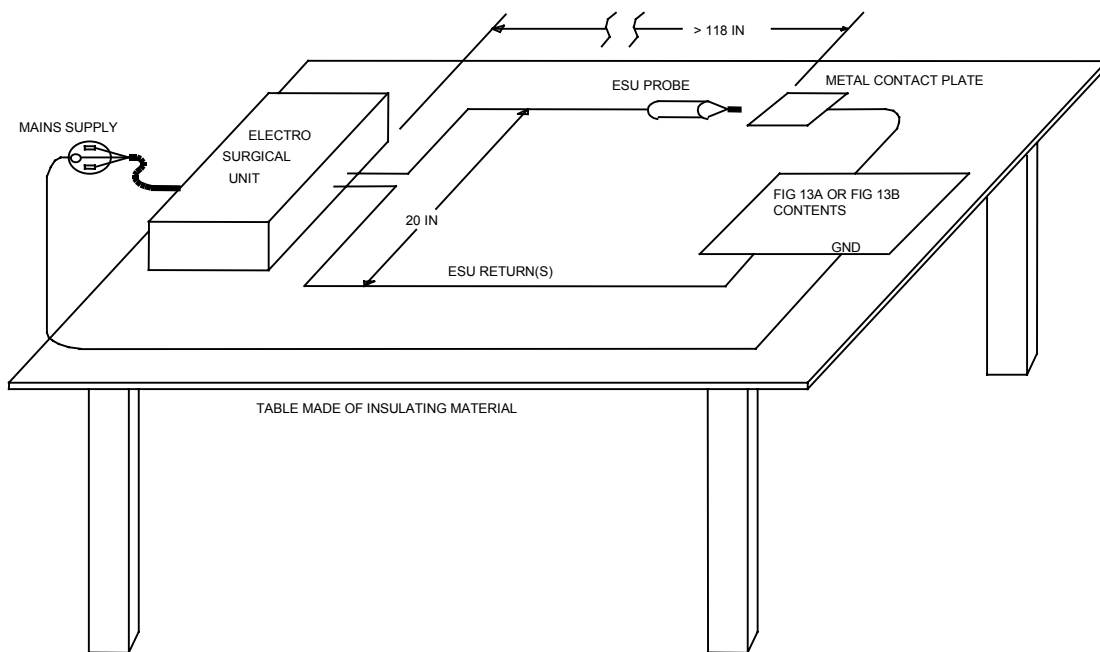 > 118 IN
ESU PROBE
METAL CONTACT PLATE
MAINS SUPPLY
ELECTRO
SURGICAL
UNIT
FIG 13A OR FIG 13B
CONTENTS
20 IN
GND
ESU RETURN(S)
TABLE MADE OF INSULATING MATERIAL